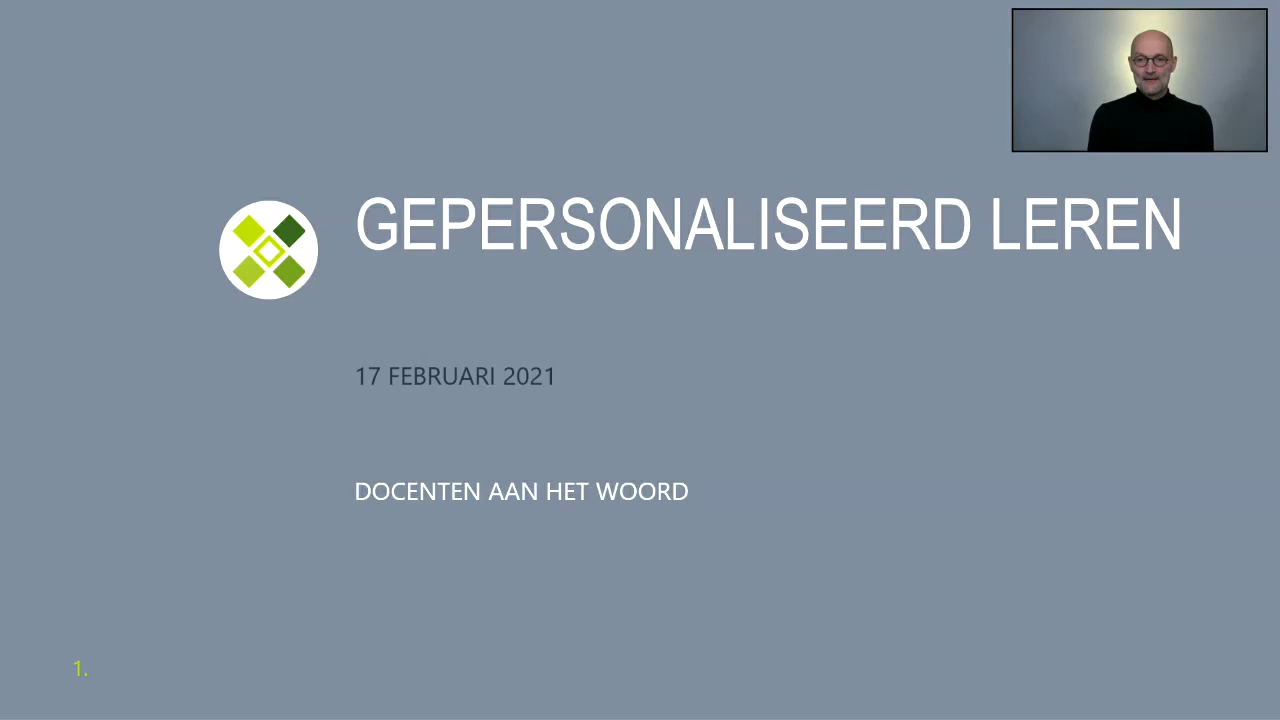 GEPERSONALISEERD LEREN
17 FEBRUARI 2021
DOCENTEN AAN HET WOORD
1.